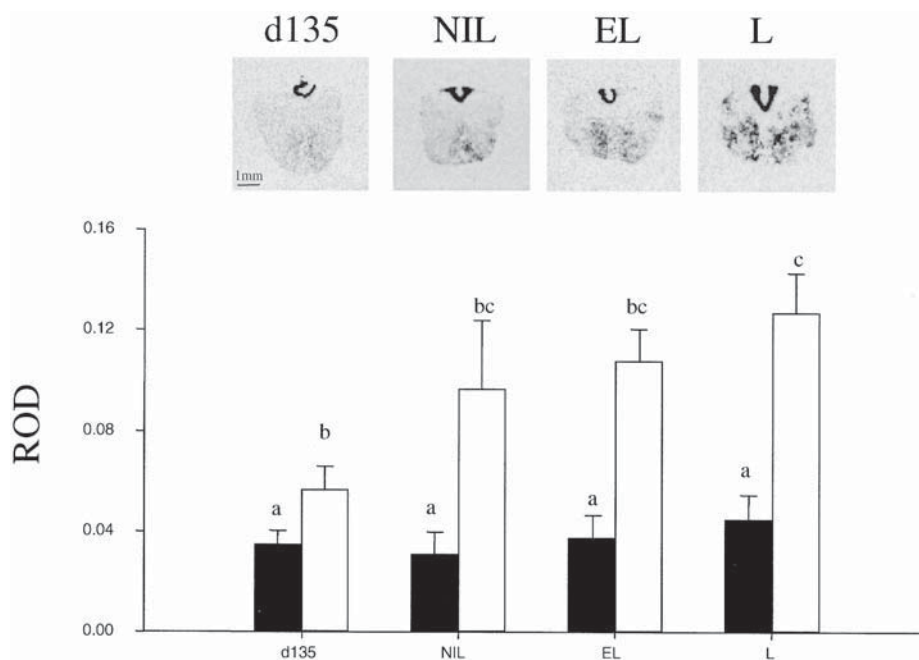 d135 NIL EL L
1mm
0.16
c
bc bc
0.12
ROD
0.08
b
a a a a
0.04
0.00
d135 NIL EL L